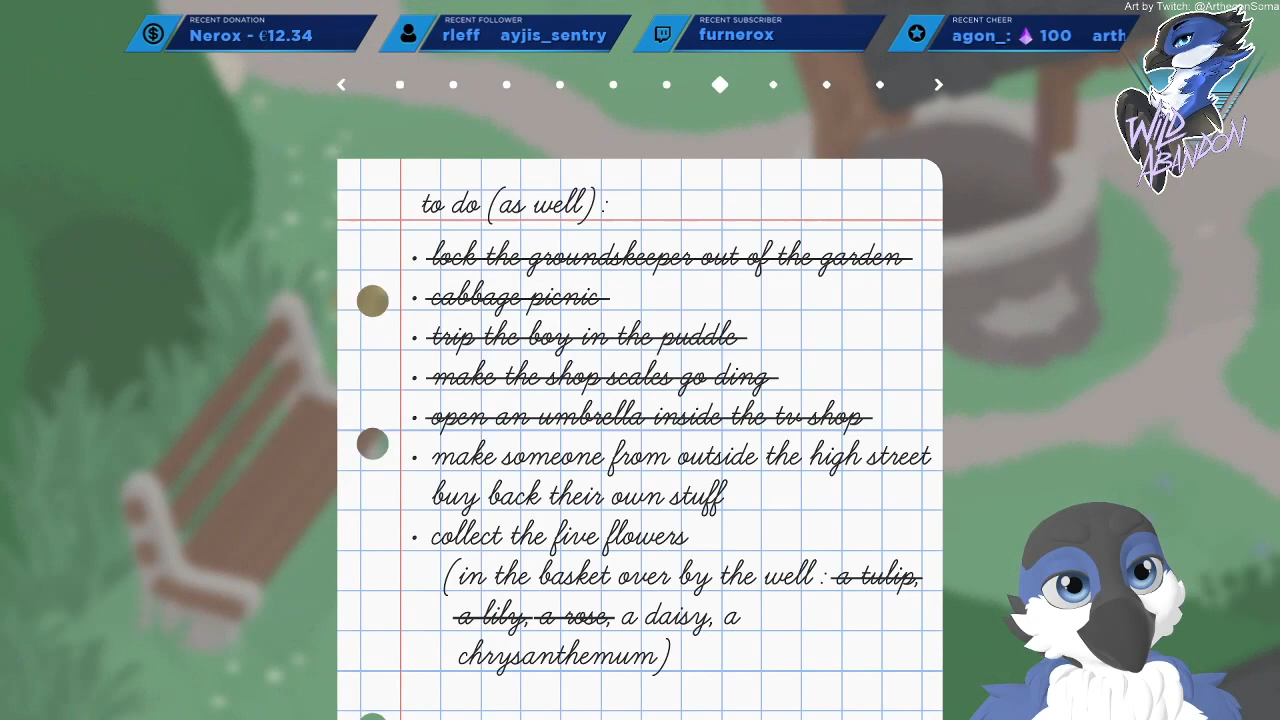 Art by Twitch: @ArthegonSoma
RECENT DONATION
Nerox - €12.34
RECENT FOLLOWER
rleff ayjis_sentry
RECENT SUBSCRIBER
furnerox
RECENT CHEER
agon_: 100 arth
WILD
ABANDON
to do (as well) :
• lock the groundskeeper out of the garden
• cabbage picnic
• trip the boy in the puddle
• make the shop scales go ding
• open an umbrella inside the tv shop
• make someone from outside the high street
buy back their own stuff
• collect the five flowers
(in the basket over by the well : a tulip,
a lily, a rose, a daisy, a
chrysanthemum)